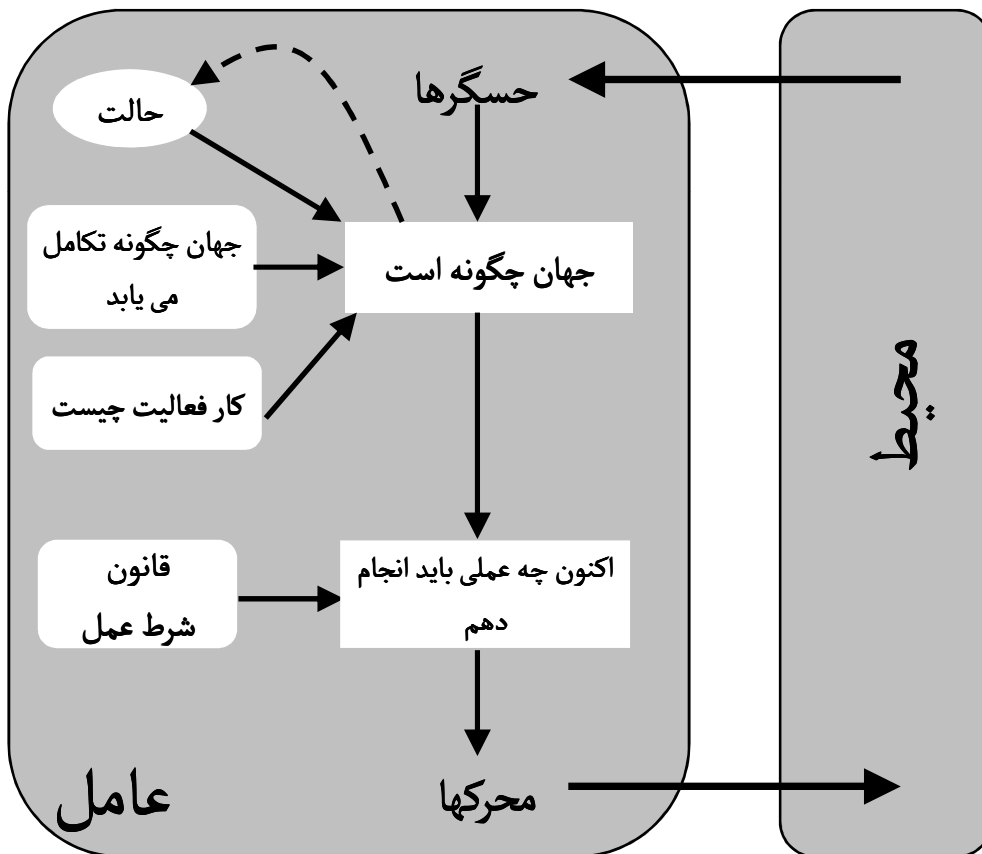 حسگرها
حالت
جهان چگونه تکامل
می یابد
جهان چگونه است
کار فعالیت چیست
محیط
قانون
شرط عمل
اکنون چه عملی باید انجام
دهم
محرکها
عامل